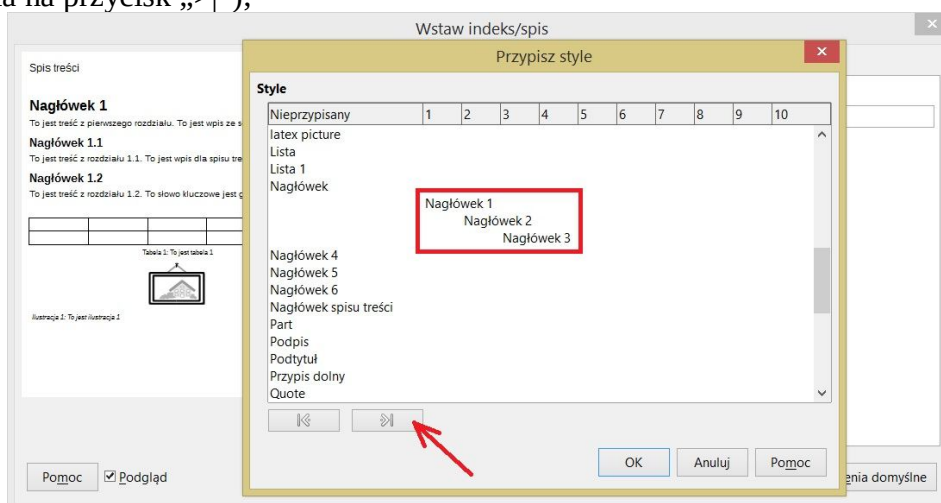 na przycisk „>|”),
Wstaw indeks/spis
Przypisz style
Spis treści
Nagłówek 1
To jest treść z pierwszego rozdziału. To jest wpis ze s
Nagłówek 1.1
To jest treść z rozdziału 1.1. To jest wpis dla spisu tre
Nagłówek 1.2
To jest treść z rozdziału 1.2. To słowo kluczowe jest g
Tabela 1: To jest tabela 1
Ilustracja 1: To jest ilustracja 1
Style
Nieprzypisany 1 2 3 4 5 6 7 8 9 10
latex picture
Lista
Lista 1
Nagłówek
Nagłówek 1
Nagłówek 2
Nagłówek 3
Nagłówek 4
Nagłówek 5
Nagłówek 6
Nagłówek spisu treści
Part
Podpis
Podtytuł
Przypis dolny
Quote
OK Anuluj Pomoc
Pomoc Podgląd enia domyślne